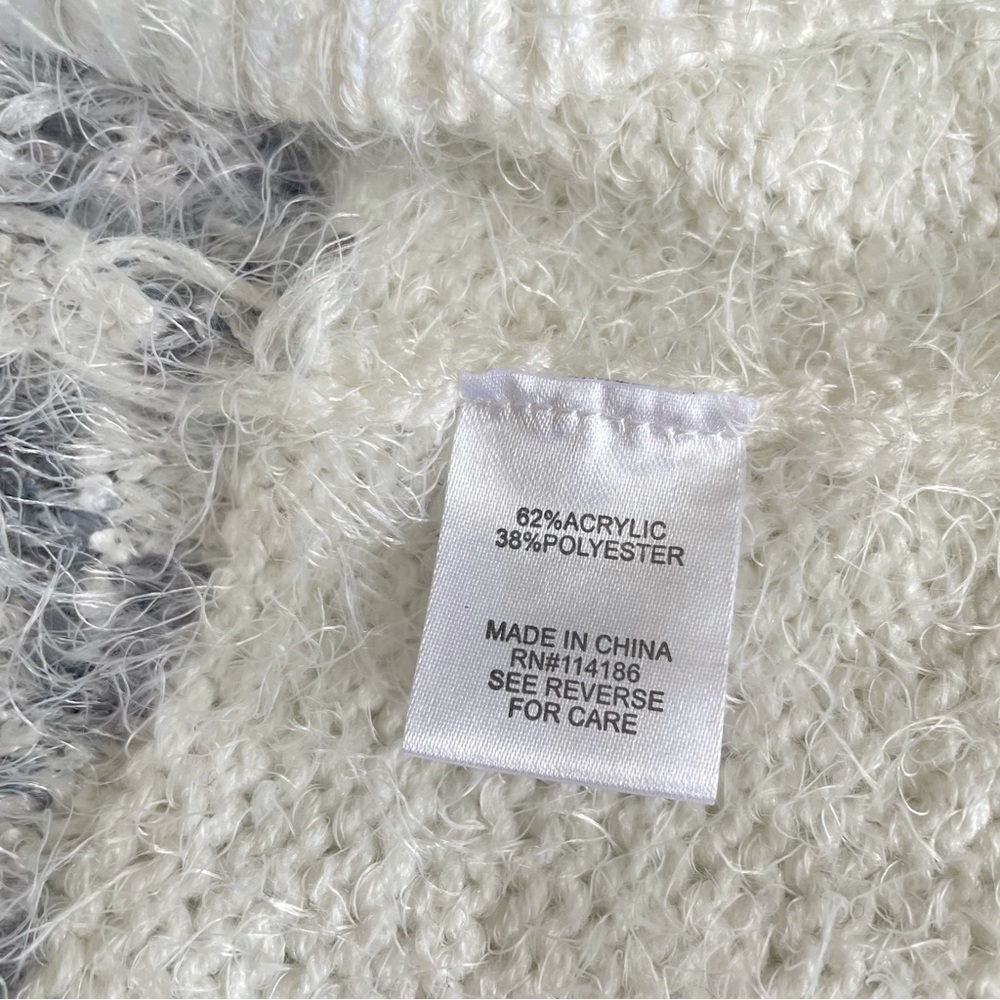 62%ACRYLIC
38%POLYESTER
MADE IN CHINA
RN#114186
SEE REVERSE
FOR CARE